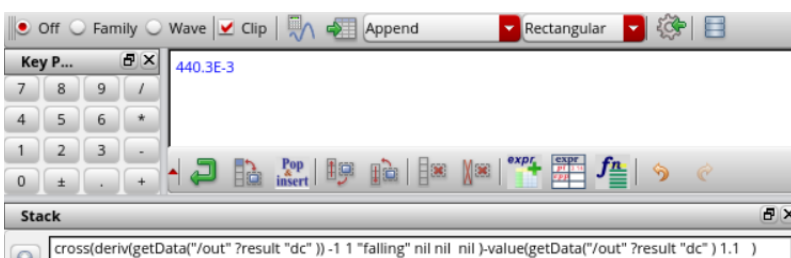 Off Family Wave Clip Append Rectangular
Key P...
440.3E-3
7 8 9 /
4 5 6 *
1 2 3 -
0 ± . +
Pop & insert expr expr fn
Stack
cross(deriv(getData("/out" ?result "dc" )) -1 1 "falling" nil nil nil )-value(getData("/out" ?result "dc" ) 1.1 )